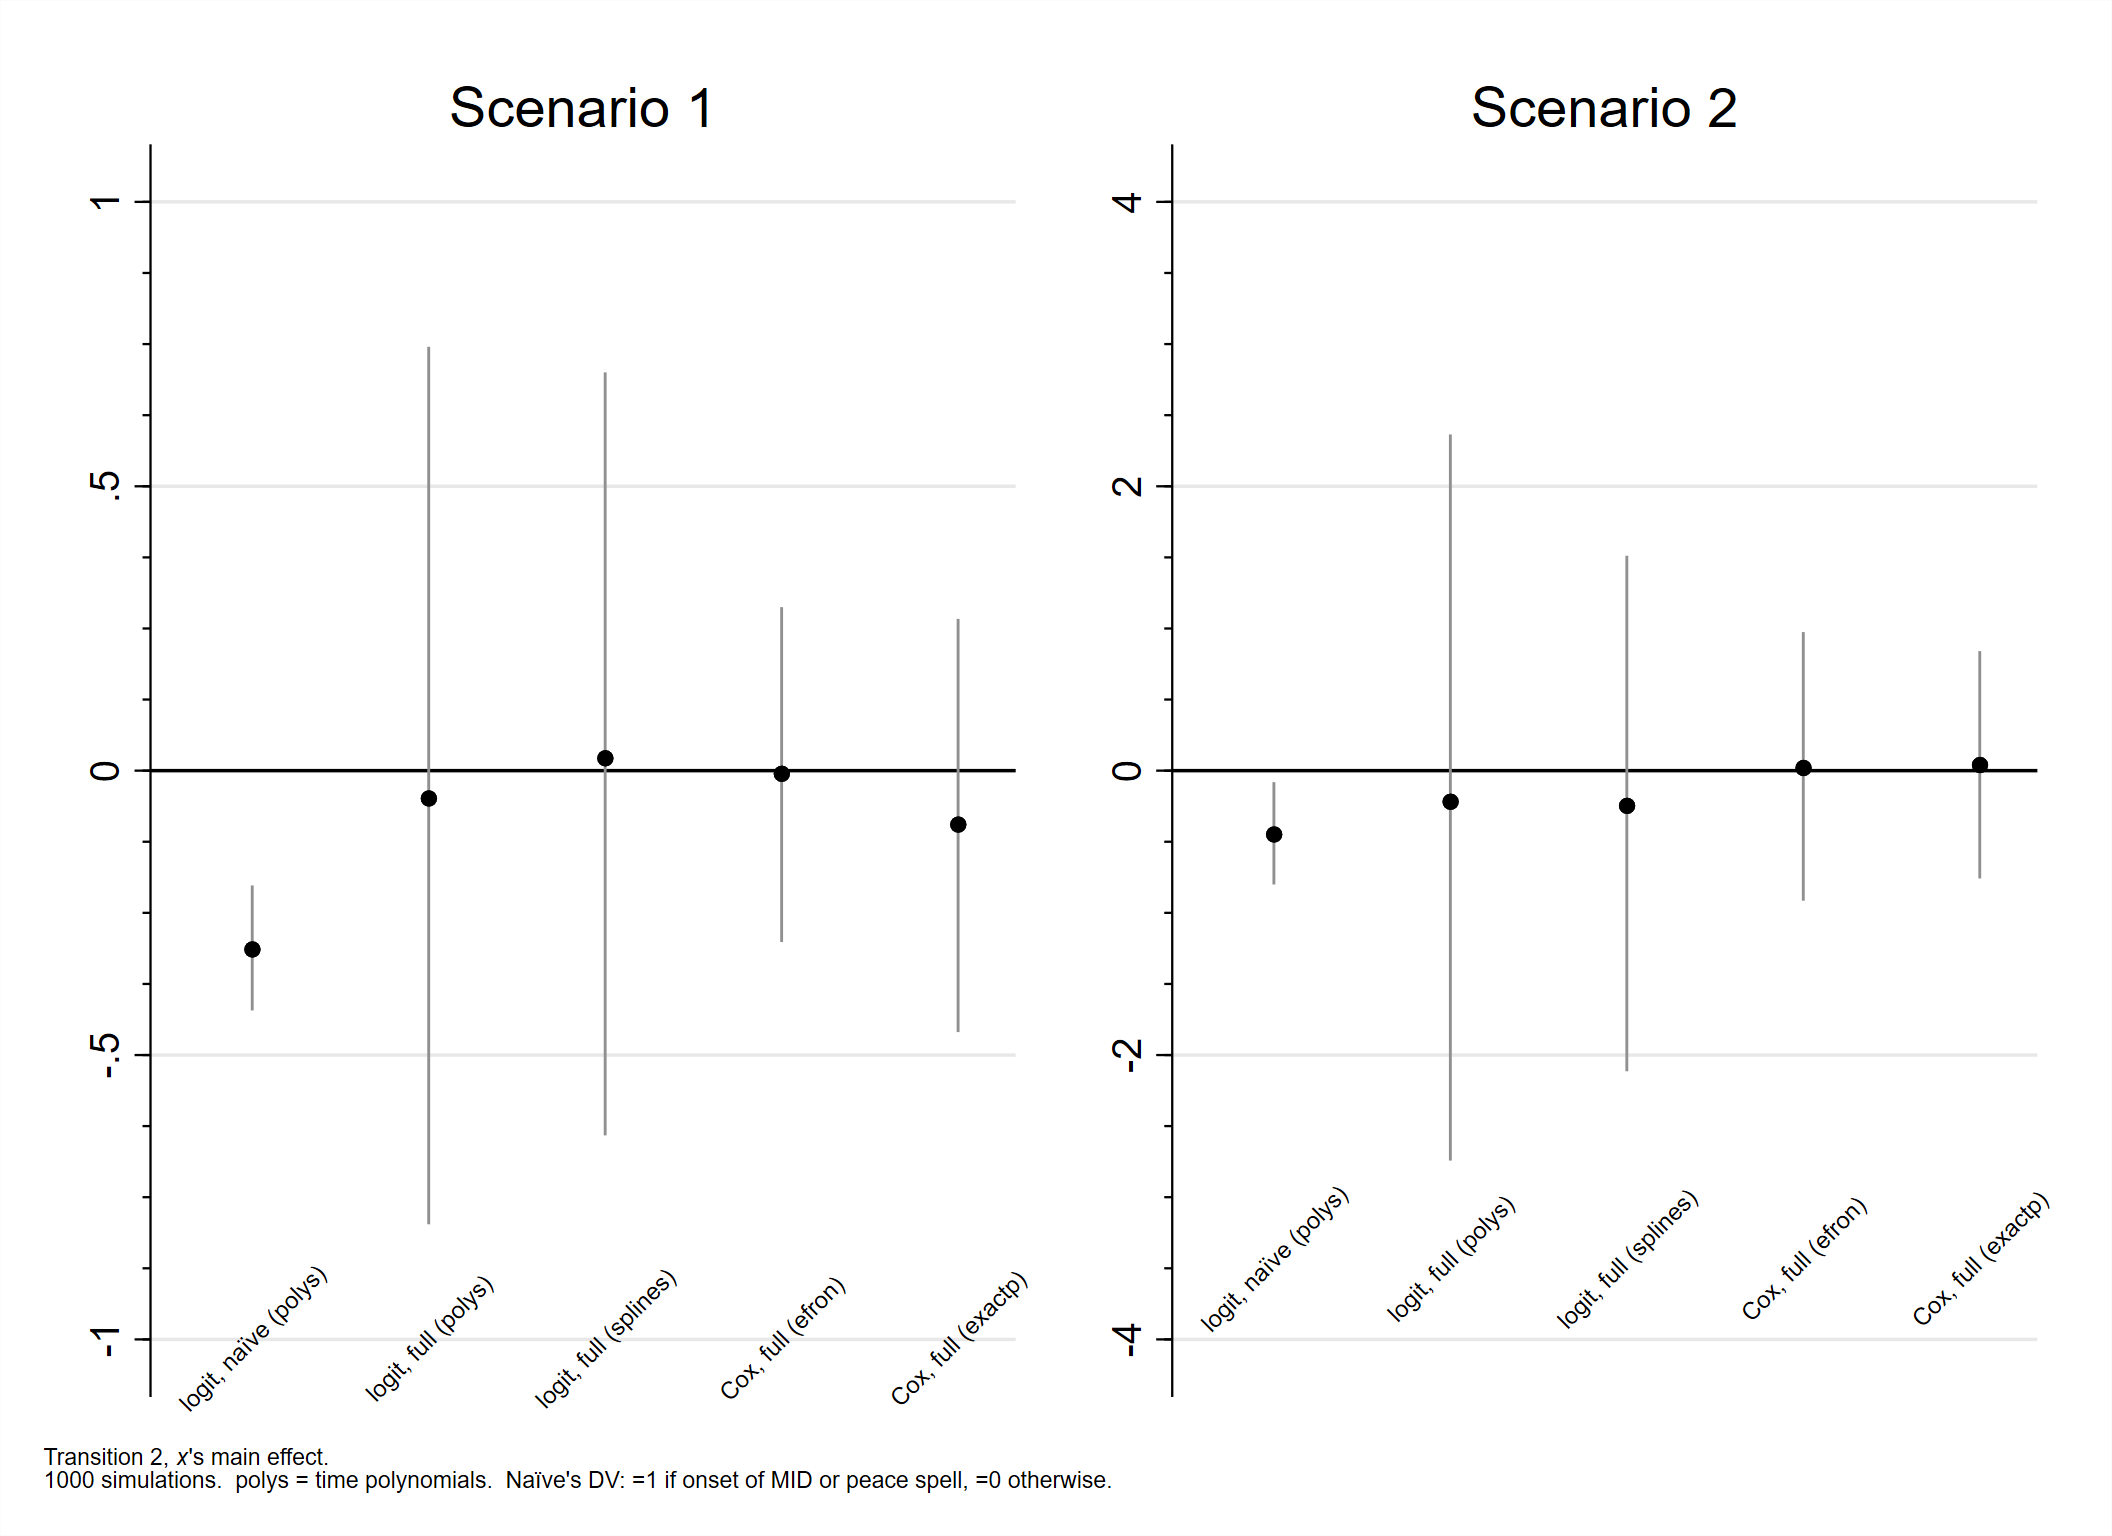 Scenario 1
1
.5
0
-.5
-1
logit, naïve (polys)
logit, full (polys)
logit, full (splines)
Cox, full (efron)
Cox, full (exactp)
Scenario 2
4
2
0
-2
-4
logit, naïve (polys)
logit, full (polys)
logit, full (splines)
Cox, full (efron)
Cox, full (exactp)
Transition 2, x's main effect.
1000 simulations.  polys = time polynomials.  Naïve's DV: =1 if onset of MID or peace spell, =0 otherwise.